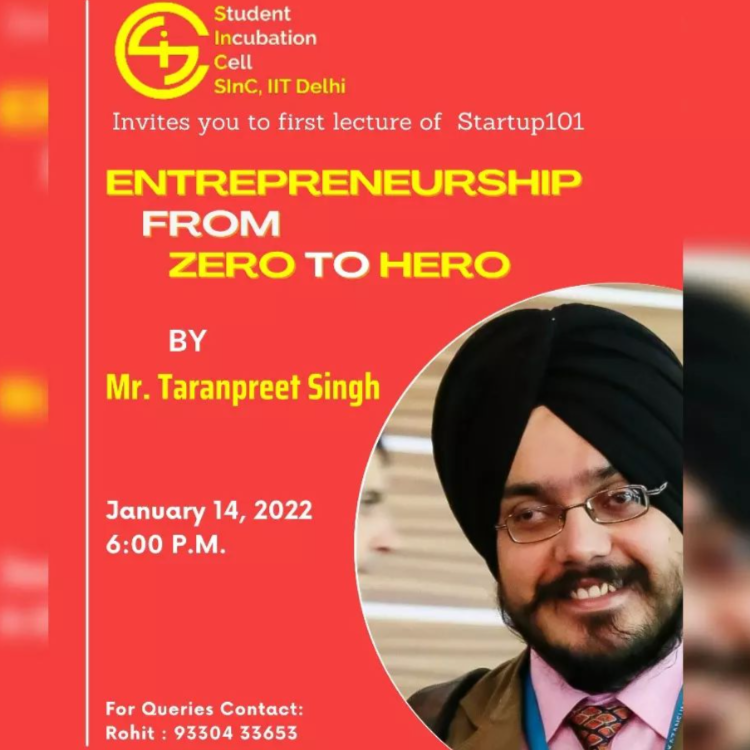 Student
Incubation
Cell
SInC, IIT Delhi
Invites you to first lecture of Startup101
ENTREPRENEURSHIP
FROM
ZERO TO HERO
BY
Mr. Taranpreet Singh
January 14, 2022
6:00 P.M.
For Queries Contact:
Rohit : 93304 33653